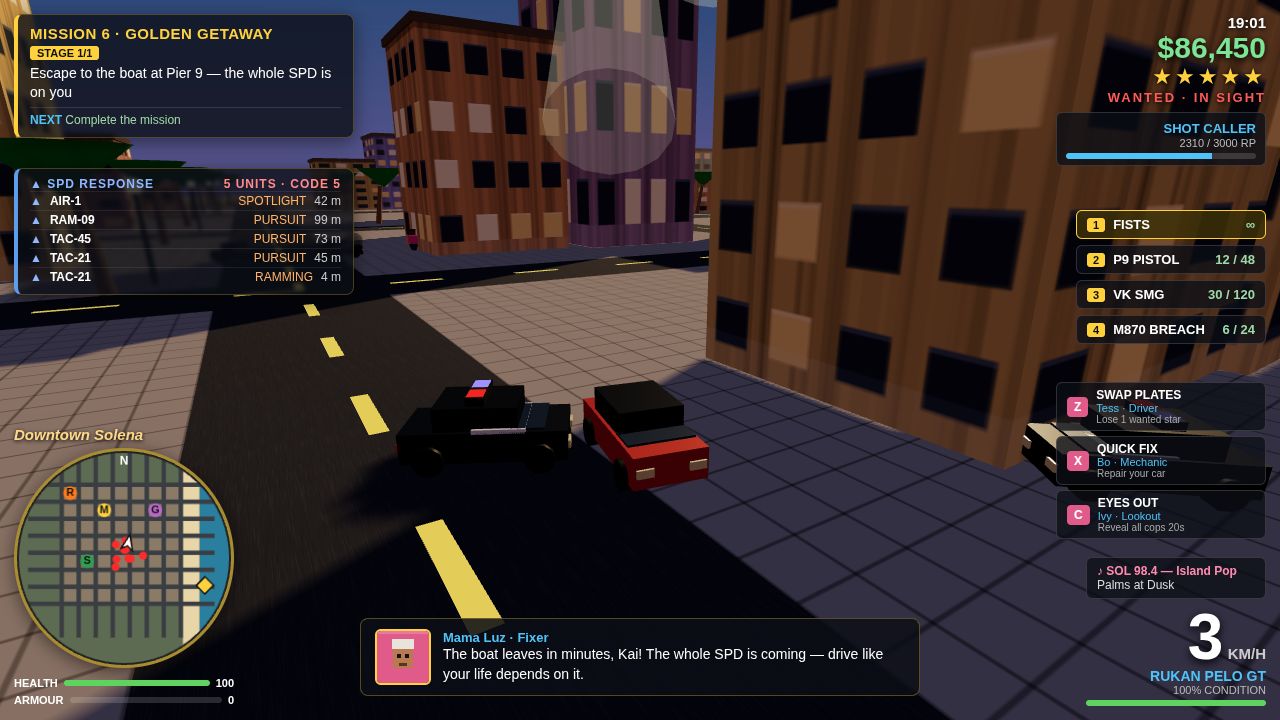 MISSION 6 · GOLDEN GETAWAY
STAGE 1/1
Escape to the boat at Pier 9 — the whole SPD is
on you
NEXT Complete the mission
▲ SPD RESPONSE 5 UNITS · CODE 5
▲ AIR-1 SPOTLIGHT 42 m
▲ RAM-09 PURSUIT 99 m
▲ TAC-45 PURSUIT 73 m
▲ TAC-21 PURSUIT 45 m
▲ TAC-21 RAMMING 4 m
19:01
$86,450
★★★★★
WANTED · IN SIGHT
SHOT CALLER
2310 / 3000 RP
1 FISTS ∞
2 P9 PISTOL 12 / 48
3 VK SMG 30 / 120
4 M870 BREACH 6 / 24
Z SWAP PLATES
Tess · Driver
Lose 1 wanted star
X QUICK FIX
Bo · Mechanic
Repair your car
C EYES OUT
Ivy · Lookout
Reveal all cops 20s
♪ SOL 98.4 — Island Pop
Palms at Dusk
3 KM/H
RUKAN PELO GT
100% CONDITION
Downtown Solena
N
R
M
G
S
HEALTH 100
ARMOUR 0
Mama Luz · Fixer
The boat leaves in minutes, Kai! The whole SPD is coming — drive like
your life depends on it.